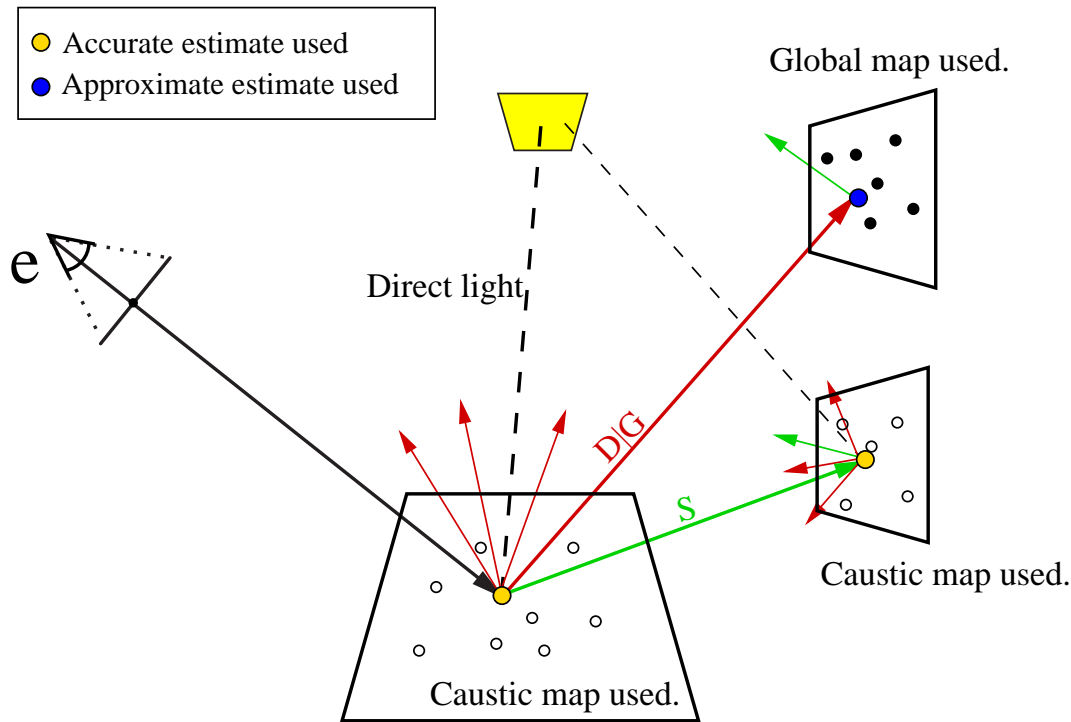 Accurate estimate used
Approximate estimate used
Global map used.
e
Direct light
D|G
S
Caustic map used.
Caustic map used.